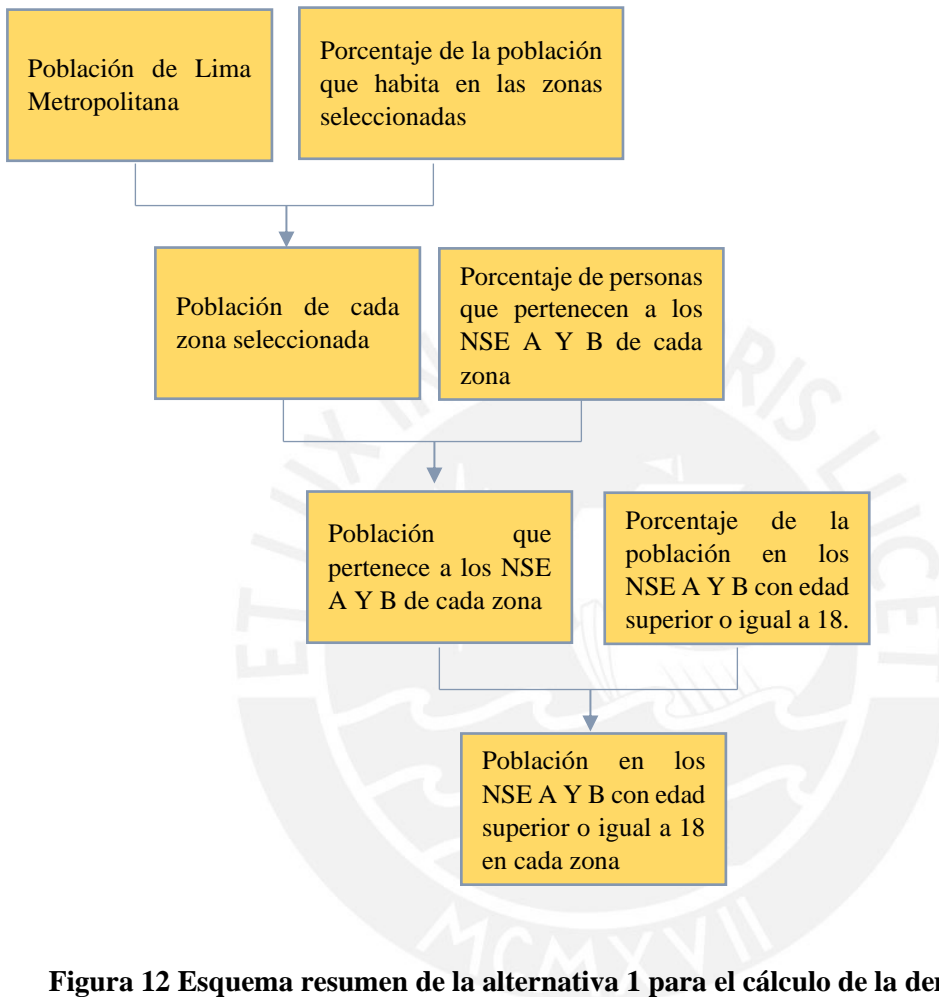 Población de Lima
Metropolitana
Porcentaje de la población
que habita en las zonas
seleccionadas
Población de cada
zona seleccionada
Porcentaje de personas
que pertenecen a los
NSE A Y B de cada
zona
Población que
pertenece a los NSE
A Y B de cada zona
Porcentaje de la
población en los
NSE A Y B con edad
superior o igual a 18.
Población en los
NSE A Y B con edad
superior o igual a 18
en cada zona
MCMXVII
Figura 12 Esquema resumen de la alternativa 1 para el cálculo de la